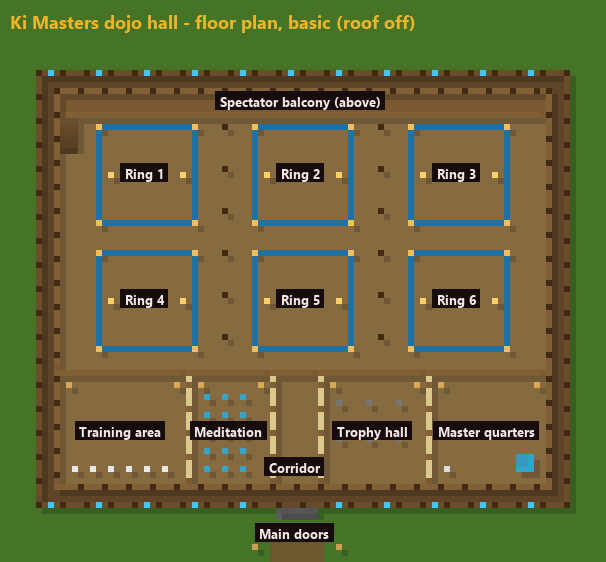 Ki Masters dojo hall - floor plan, basic (roof off)
Spectator balcony (above)
Ring 1
Ring 2
Ring 3
Ring 4
Ring 5
Ring 6
Training area
Meditation
Trophy hall
Master quarters
Corridor
Main doors